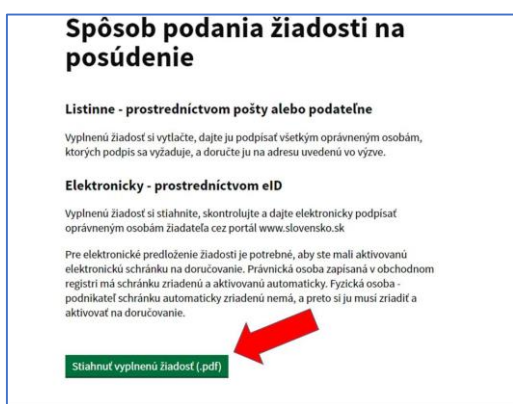 Spôsob podania žiadosti na
posúdenie
Listinne - prostredníctvom pošty alebo podateľne
Vyplnenú žiadosť si vytlačte, dajte ju podpísať všetkým oprávneným osobám,
ktorých podpis sa vyžaduje, a doručte ju na adresu uvedenú vo výzve.
Elektronicky - prostredníctvom eID
Vyplnenú žiadosť si stiahnite, skontrolujte a dajte elektronicky podpísať
oprávneným osobám žiadateľa cez portál www.slovensko.sk
Pre elektronické predloženie žiadosti je potrebné, aby ste mali aktivovanú
elektronickú schránku na doručovanie. Právnická osoba zapísaná v obchodnom
registri má schránku zriadenú a aktivovanú automaticky. Fyzická osoba -
podnikateľ schránku automaticky zriadenú nemá, a preto si ju musí zriadiť a
aktivovať na doručovanie.
Stiahnuť vyplnenú žiadosť (.pdf)